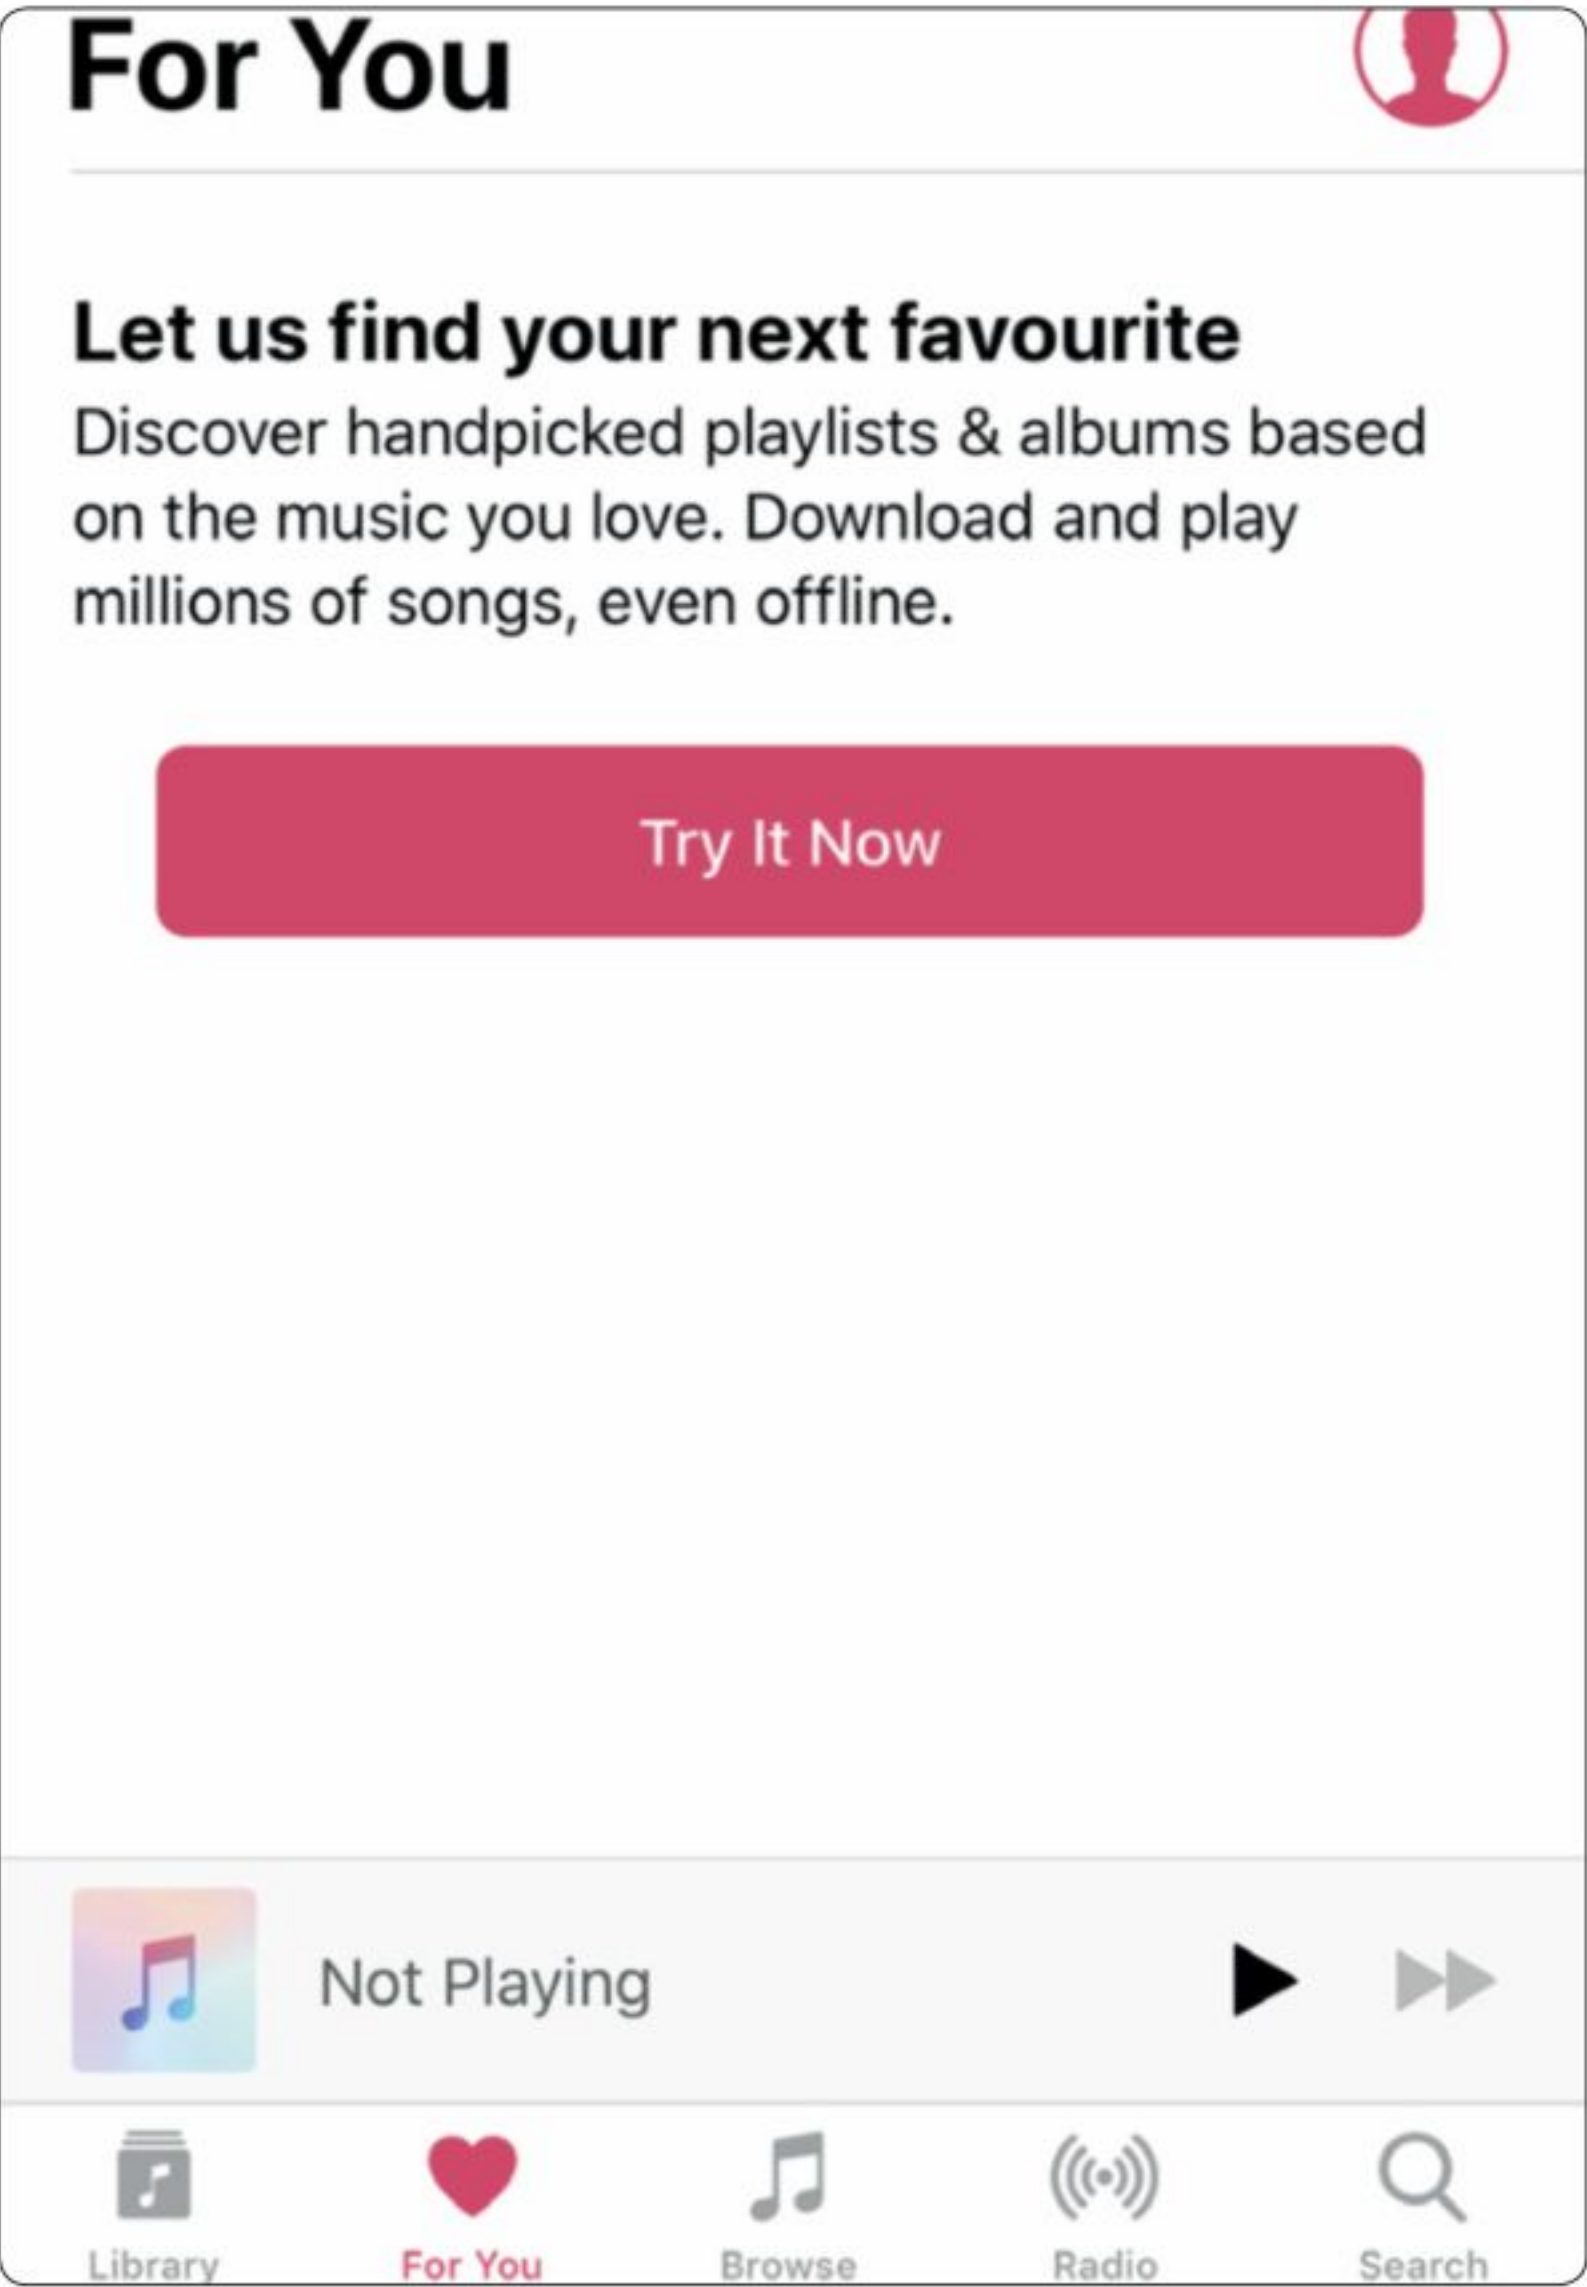 For You
Let us find your next favourite
Discover handpicked playlists & albums based
on the music you love. Download and play
millions of songs, even offline.
Try It Now
Not Playing
Library For You Browse Radio Search